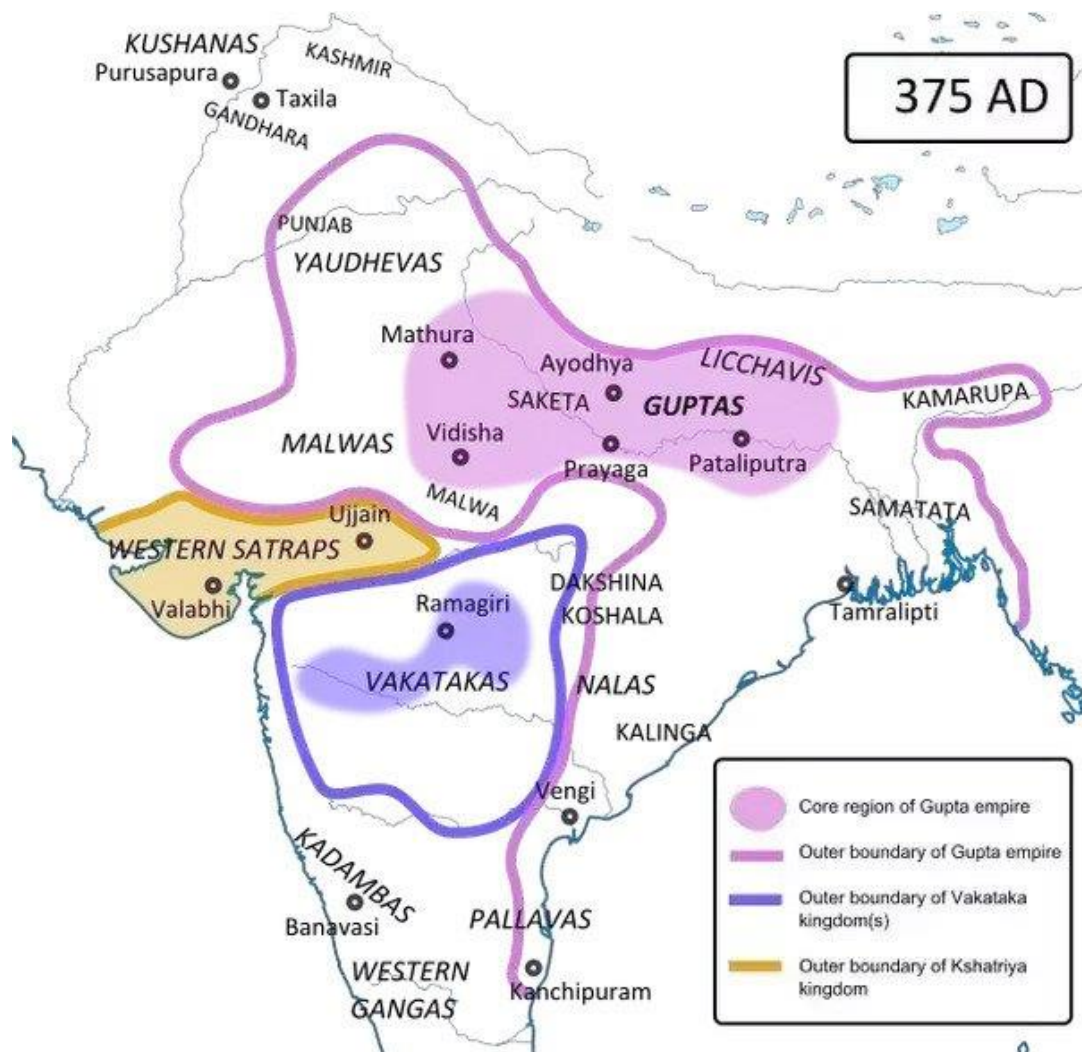 KUSHANAS
KASHMIR
375 AD
Purusapura
Taxila
GANDHARA
PUNJAB
YAUDHEVAS
Mathura
Ayodhya
LICCHAVIS
SAKETA
GUPTAS
KAMARUPA
MALWAS
Vidisha
Prayaga
Pataliputra
MALWA
SAMATATA
Ujjain
WESTERN SATRAPS
Valabhi
DAKSHINA
KOSHALA
Ramagiri
Tamralipti
VAKATAKAS
NALAS
KALINGA
Vengi
Core region of Gupta empire
Outer boundary of Gupta empire
Outer boundary of Vakataka
kingdom(s)
Outer boundary of Kshatriya
kingdom
KADAMBAS
Banavasi
PALLAVAS
WESTERN
GANGAS
Kanchipuram